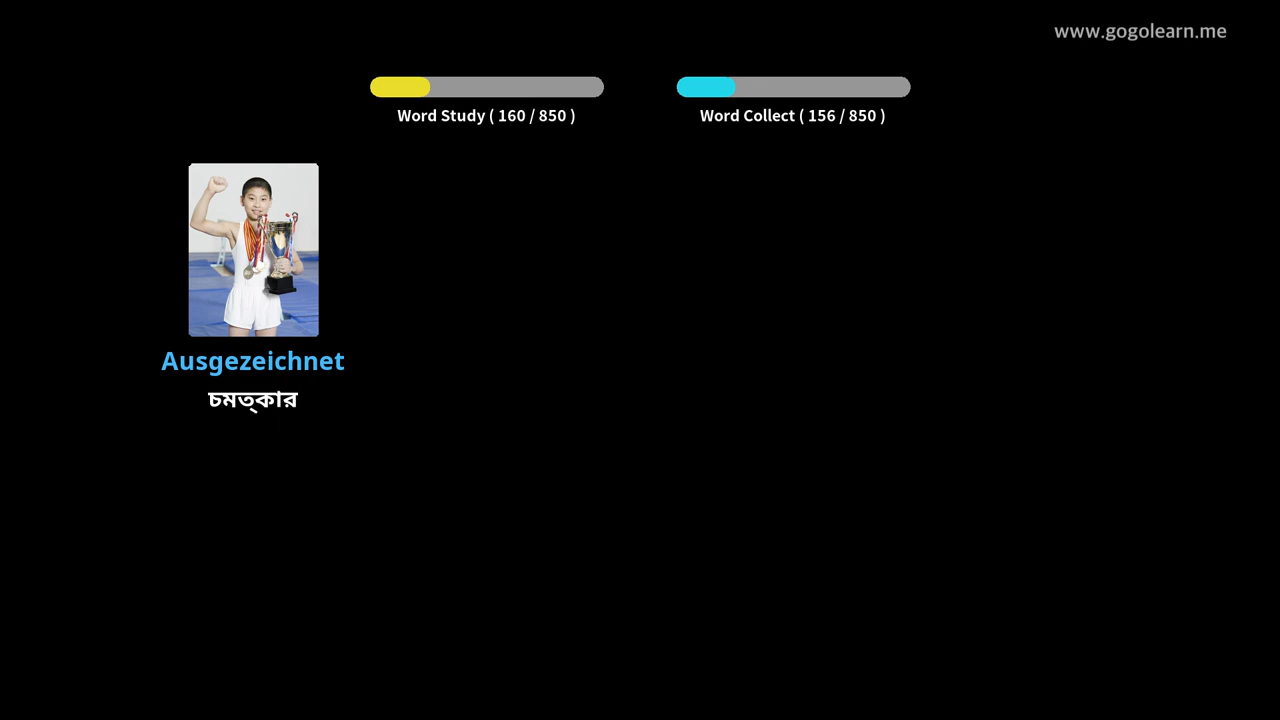 www.gogolearn.me
Word Study ( 160 / 850 )
Word Collect ( 156 / 850 )
Ausgezeichnet
চমত্কার